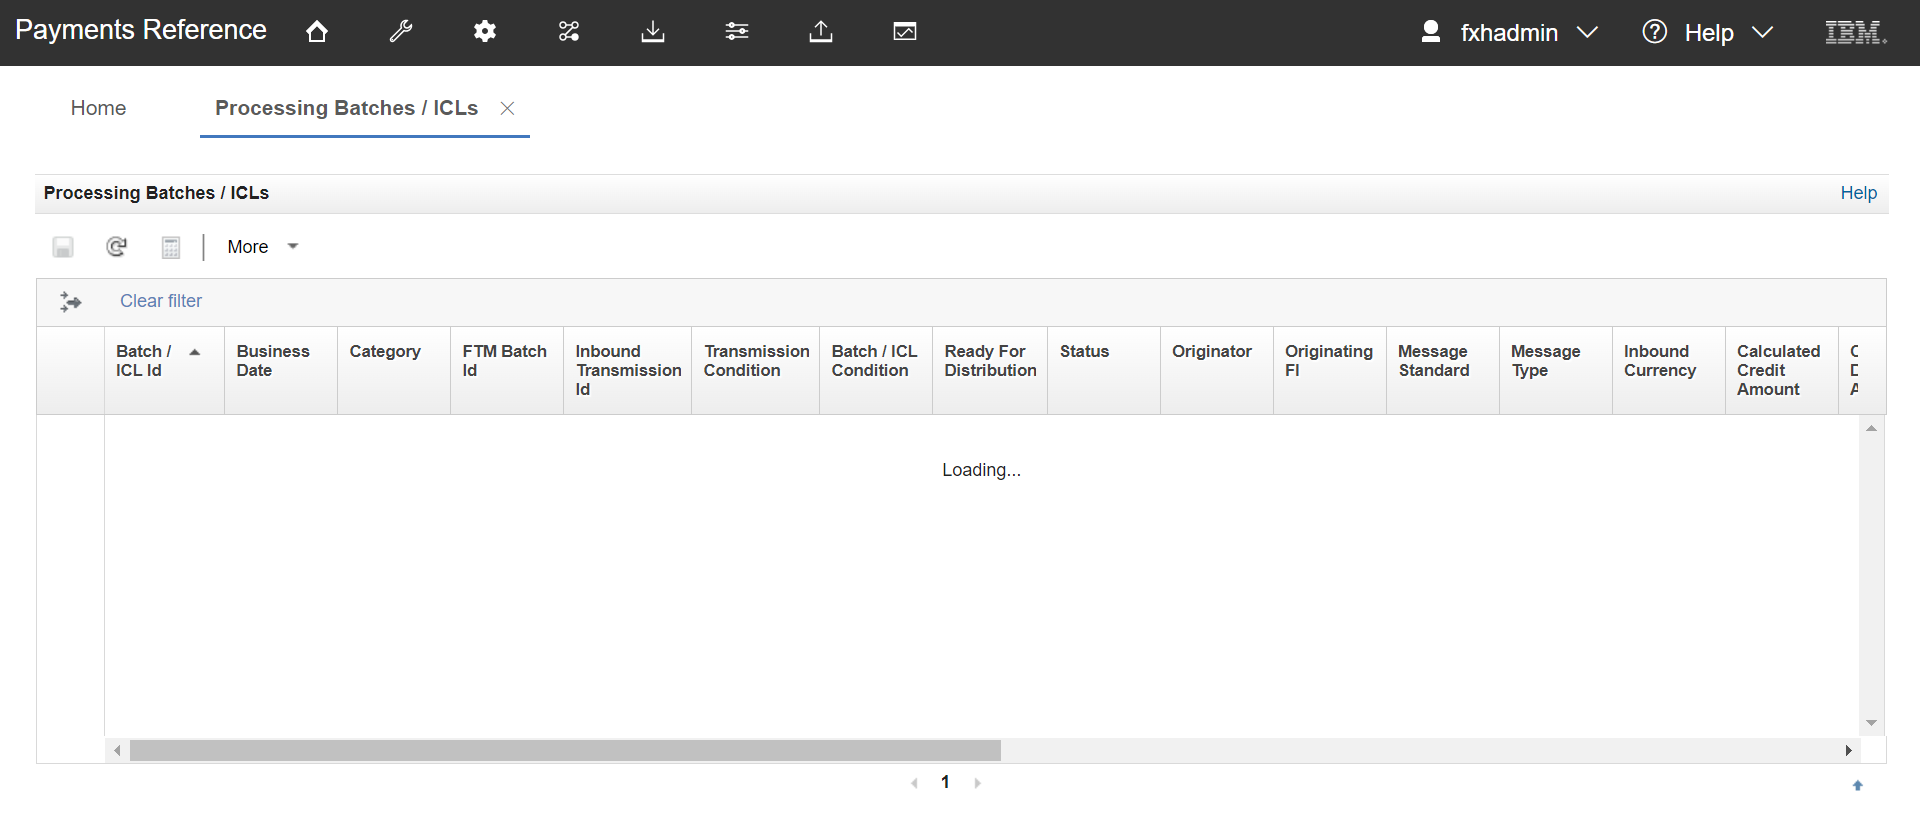 Payments Reference
fxhadmin
Help
IBM
Home
Processing Batches / ICLs
Processing Batches / ICLs
Help
More
Clear filter
Batch / ICL Id
Business Date
Category
FTM Batch Id
Inbound Transmission Id
Transmission Condition
Batch / ICL Condition
Ready For Distribution
Status
Originator
Originating FI
Message Standard
Message Type
Inbound Currency
Calculated Credit Amount
Loading...
1